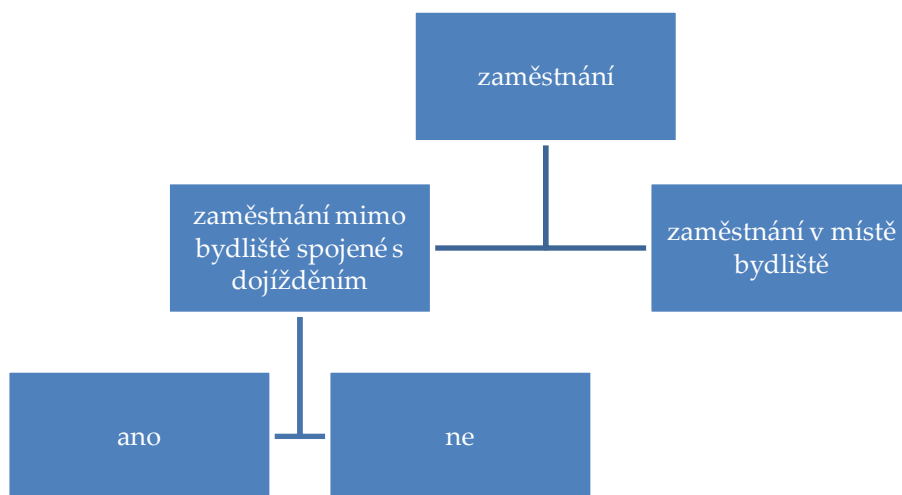 zaměstnání
zaměstnání mimo
bydliště spojené s
dojížděním
zaměstnání v místě
bydliště
ano
ne